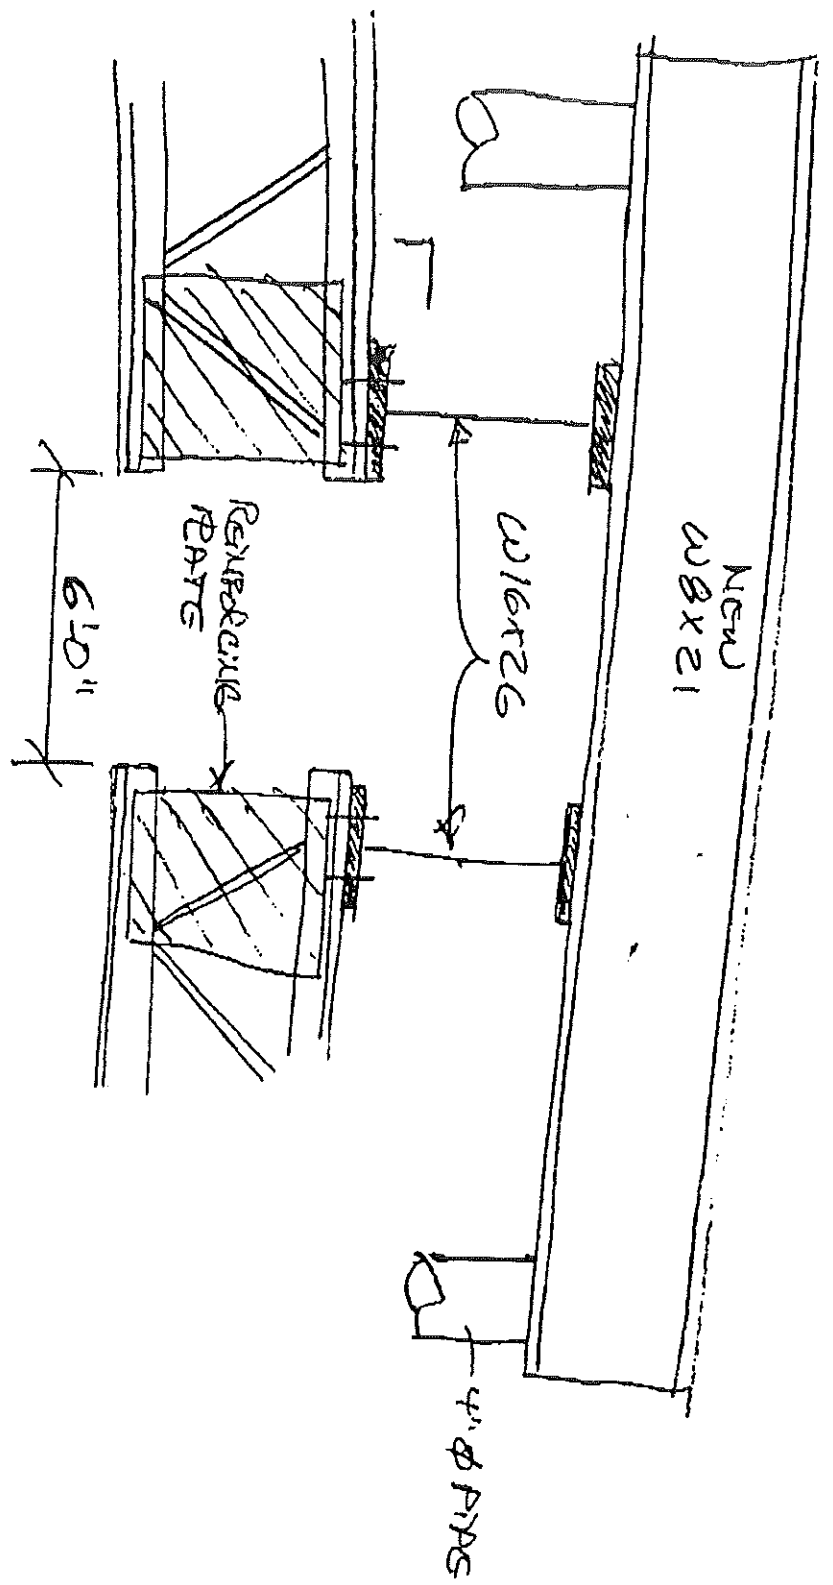 NEW
W8X21
W16X26
REINFORCING
PLATE
6'-0"
4"Ø PIPE